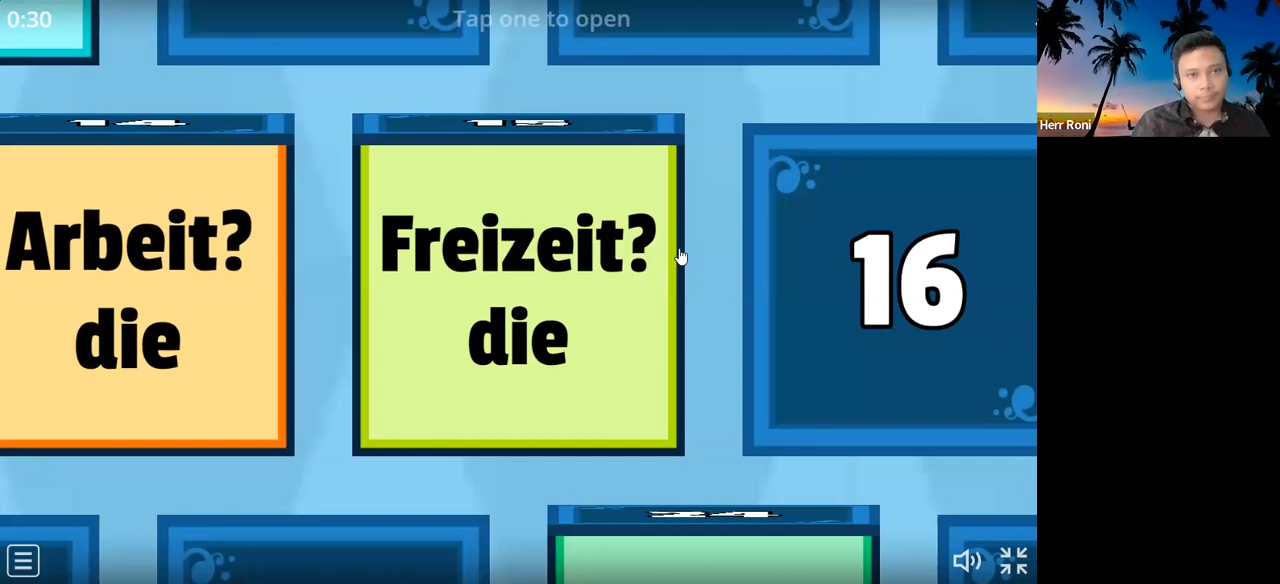 0:30
Tap one to open
Herr Roni
Arbeit?
die
Freizeit?
die
16